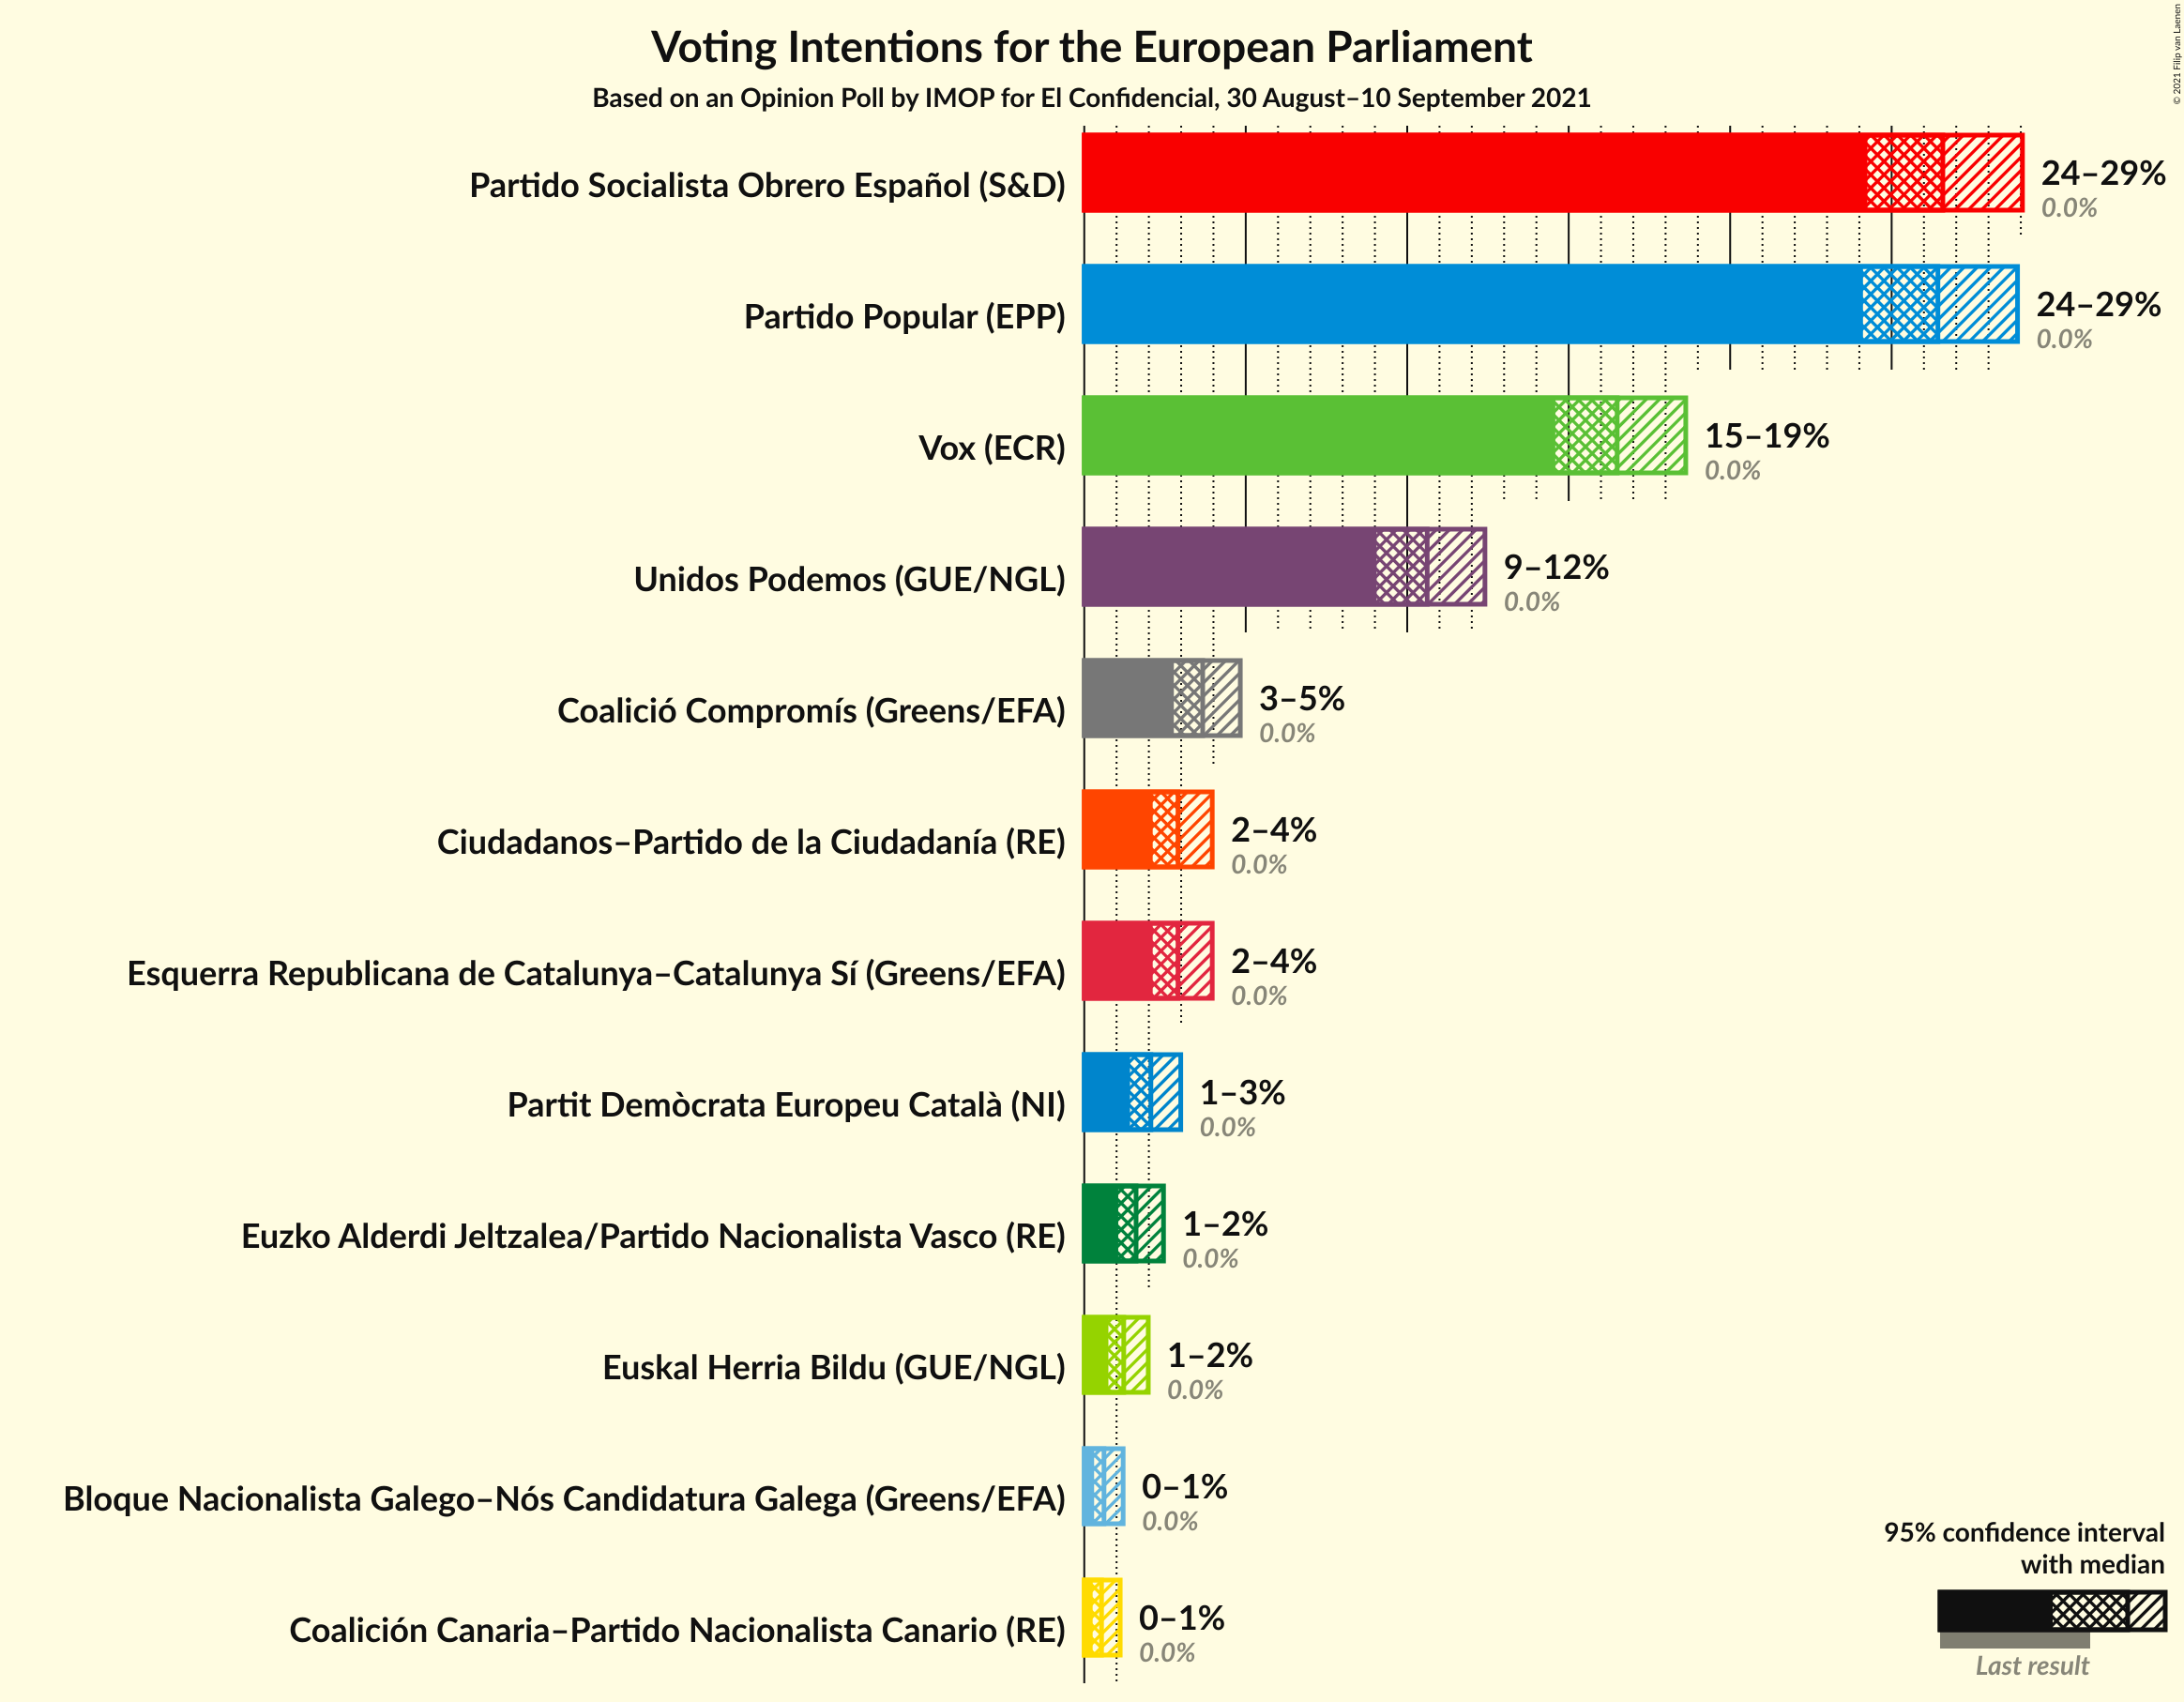 Voting Intentions for the European Parliament
Based on an Opinion Poll by IMOP for El Confidencial, 30 August–10 September 2021
© 2021 Filip van Laenen
Partido Socialista Obrero Español (S&D)
24–29%
0.0%
Partido Popular (EPP)
24–29%
0.0%
Vox (ECR)
15–19%
0.0%
Unidos Podemos (GUE/NGL)
9–12%
0.0%
Coalició Compromís (Greens/EFA)
3–5%
0.0%
Ciudadanos–Partido de la Ciudadanía (RE)
2–4%
0.0%
Esquerra Republicana de Catalunya–Catalunya Sí (Greens/EFA)
2–4%
0.0%
Partit Demòcrata Europeu Català (NI)
1–3%
0.0%
Euzko Alderdi Jeltzalea/Partido Nacionalista Vasco (RE)
1–2%
0.0%
Euskal Herria Bildu (GUE/NGL)
1–2%
0.0%
Bloque Nacionalista Galego–Nós Candidatura Galega (Greens/EFA)
0–1%
0.0%
Coalición Canaria–Partido Nacionalista Canario (RE)
0–1%
0.0%
95% confidence interval
with median
Last result